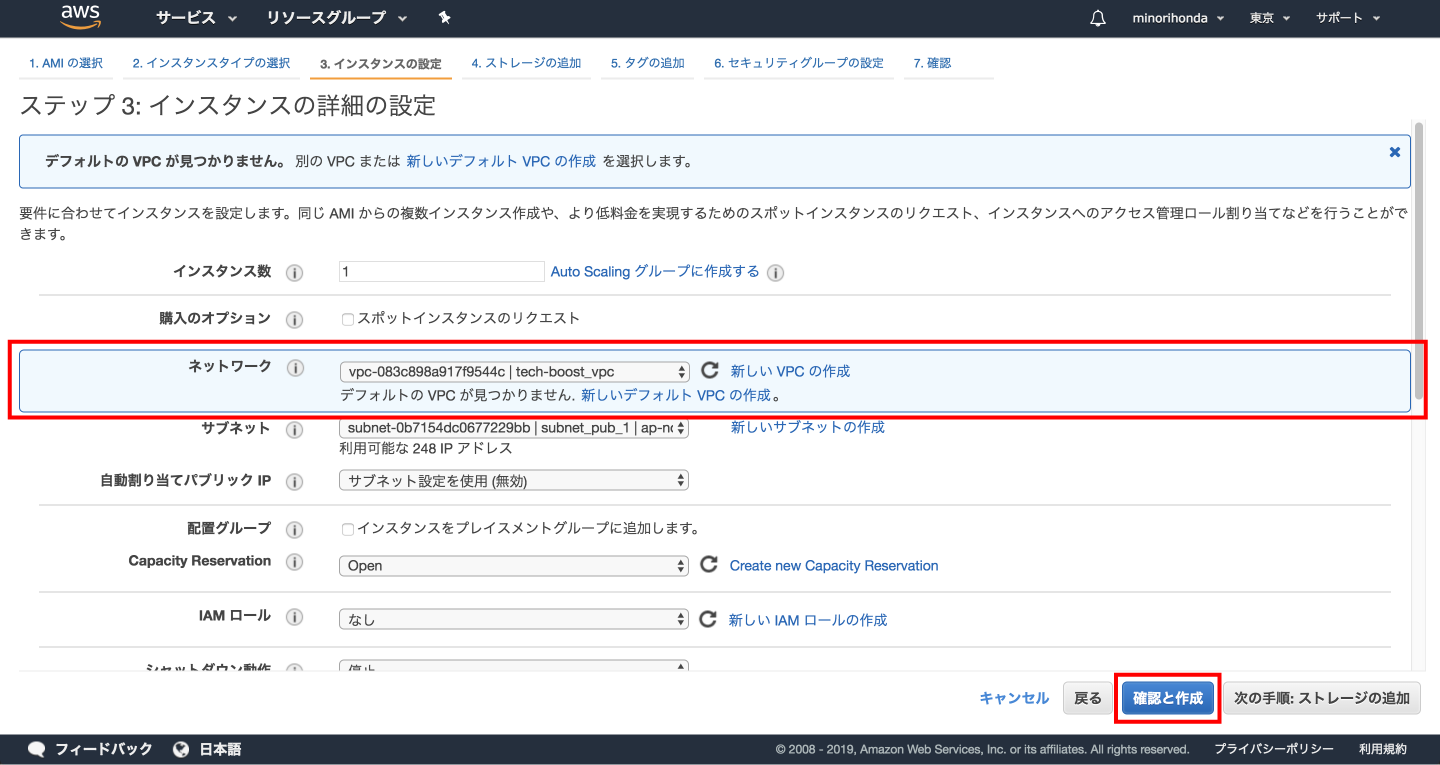 aws サービス リソースグループ minorihonda 東京 サポート
1. AMI の選択 2. インスタンスタイプの選択 3. インスタンスの設定 4. ストレージの追加 5. タグの追加 6. セキュリティグループの設定 7. 確認
ステップ 3: インスタンスの詳細の設定
デフォルトの VPC が見つかりません。 別の VPC または 新しいデフォルト VPC の作成 を選択します。
要件に合わせてインスタンスを設定します。同じ AMI からの複数インスタンス作成や、より低料金を実現するためのスポットインスタンスのリクエスト、インスタンスへのアクセス管理ロール割り当てなどを行うことがで
きます。
インスタンス数 1 Auto Scaling グループに作成する
購入のオプション スポットインスタンスのリクエスト
ネットワーク vpc-083c898a917f9544c | tech-boost_vpc 新しい VPC の作成
デフォルトの VPC が見つかりません. 新しいデフォルト VPC の作成。
サブネット subnet-0b7154dc0677229bb | subnet_pub_1 | ap-no 新しいサブネットの作成
利用可能な 248 IP アドレス
自動割り当てパブリック IP サブネット設定を使用 (無効)
配置グループ インスタンスをプレイスメントグループに追加します。
Capacity Reservation Open Create new Capacity Reservation
IAM ロール なし 新しい IAM ロールの作成
シャットダウン動作 停止
キャンセル 戻る 確認と作成 次の手順: ストレージの追加
フィードバック 日本語 © 2008 - 2019, Amazon Web Services, Inc. or its affiliates. All rights reserved. プライバシーポリシー 利用規約